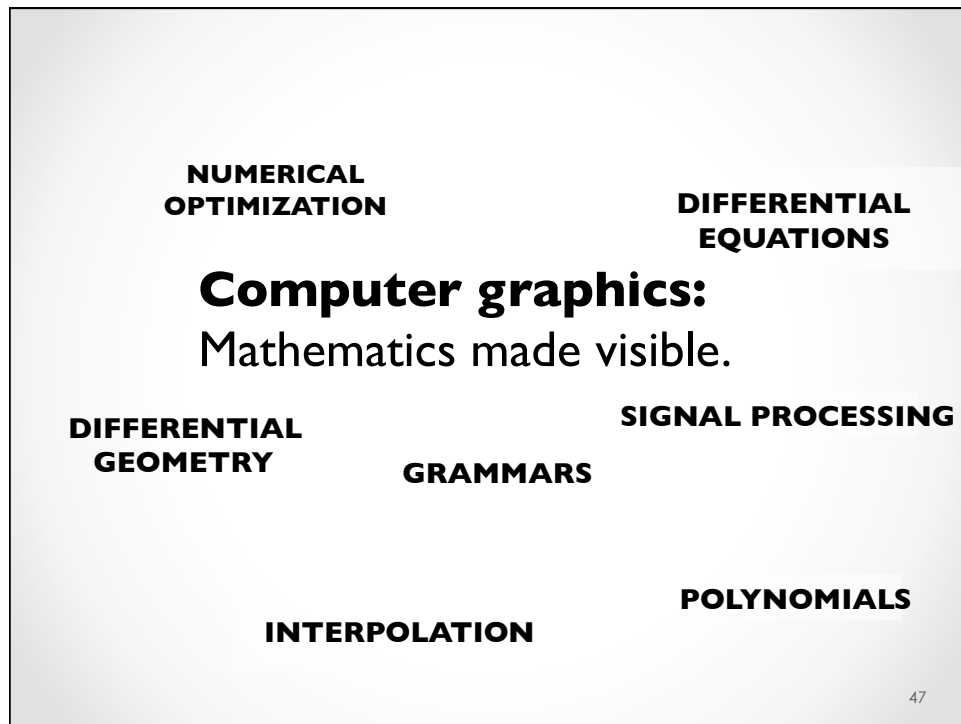 NUMERICAL
OPTIMIZATION
DIFFERENTIAL
EQUATIONS
Computer graphics:
Mathematics made visible.
DIFFERENTIAL
GEOMETRY
SIGNAL PROCESSING
GRAMMARS
POLYNOMIALS
INTERPOLATION
47